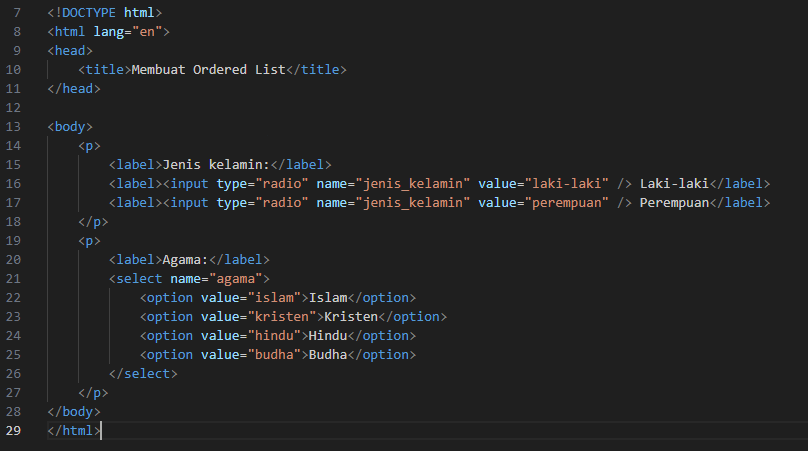 7 <!DOCTYPE html>
8 <html lang="en">
9 <head>
10     <title>Membuat Ordered List</title>
11 </head>
12
13 <body>
14     <p>
15         <label>Jenis kelamin:</label>
16         <label><input type="radio" name="jenis_kelamin" value="laki-laki" /> Laki-laki</label>
17         <label><input type="radio" name="jenis_kelamin" value="perempuan" /> Perempuan</label>
18     </p>
19     <p>
20         <label>Agama:</label>
21         <select name="agama">
22             <option value="islam">Islam</option>
23             <option value="kristen">Kristen</option>
24             <option value="hindu">Hindu</option>
25             <option value="budha">Budha</option>
26         </select>
27     </p>
28 </body>
29 </html>